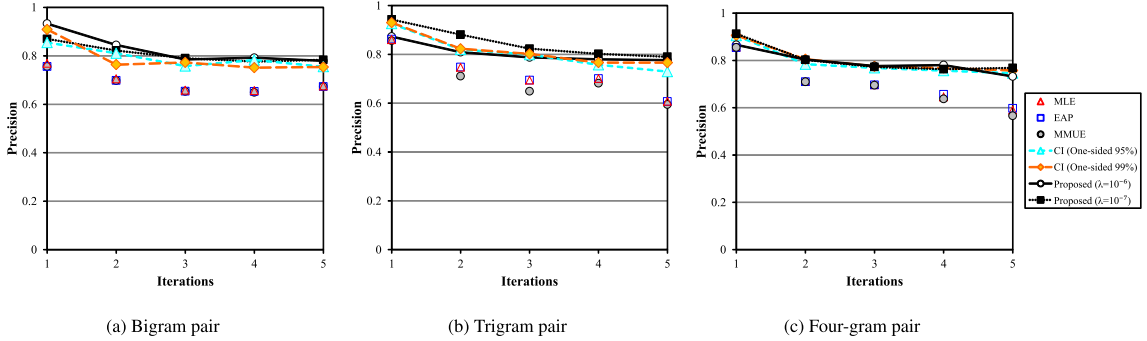 1
0.8
0.6
0.4
0.2
0
Precision
1 2 3 4 5
Iterations
(a) Bigram pair
1
0.8
0.6
0.4
0.2
0
Precision
1 2 3 4 5
Iterations
(b) Trigram pair
1
0.8
0.6
0.4
0.2
0
Precision
1 2 3 4 5
Iterations
(c) Four-gram pair
MLE
EAP
MMUE
CI (One-sided 95%)
CI (One-sided 99%)
Proposed (λ=10⁻⁶)
Proposed (λ=10⁻⁷)